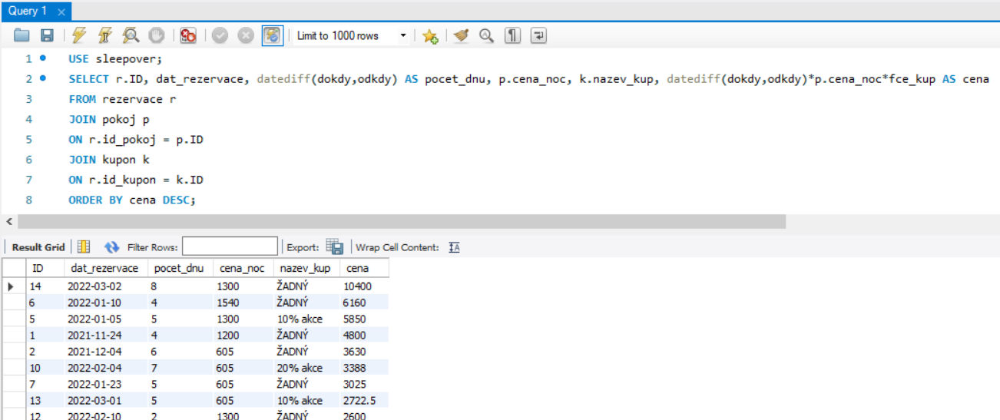 Query 1
Limit to 1000 rows
1 USE sleepover;
2 SELECT r.ID, dat_rezervace, datediff(dokdy,odkdy) AS pocet_dnu, p.cena_noc, k.nazev_kup, datediff(dokdy,odkdy)*p.cena_noc*fce_kup AS cena
3 FROM rezervace r
4 JOIN pokoj p
5 ON r.id_pokoj = p.ID
6 JOIN kupon k
7 ON r.id_kupon = k.ID
8 ORDER BY cena DESC;
Result Grid Filter Rows: Export: Wrap Cell Content:
ID dat_rezervace pocet_dnu cena_noc nazev_kup cena
14 2022-03-02 8 1300 ŽADNÝ 10400
6 2022-01-10 4 1540 ŽADNÝ 6160
5 2022-01-05 5 1300 10% akce 5850
1 2021-11-24 4 1200 ŽADNÝ 4800
2 2021-12-04 6 605 ŽADNÝ 3630
10 2022-02-04 7 605 20% akce 3388
7 2022-01-23 5 605 ŽADNÝ 3025
13 2022-03-01 5 605 10% akce 2722.5
12 2022-02-10 2 1300 ŽADNÝ 2600